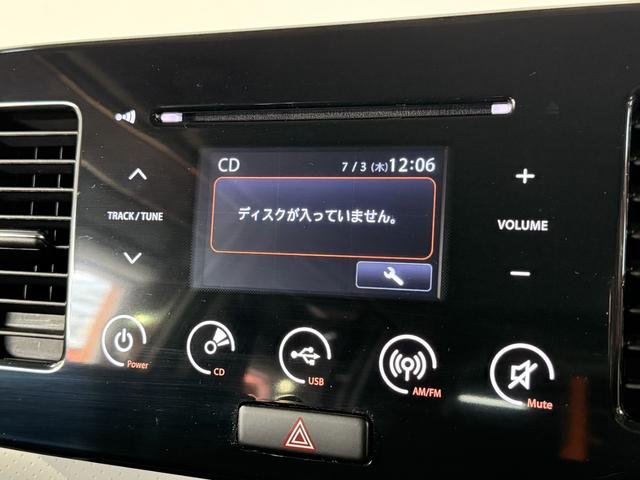 CD 7/3(木)12:06
ディスクが入っていません。
TRACK/TUNE
VOLUME
Power
CD
USB
AM/FM
Mute